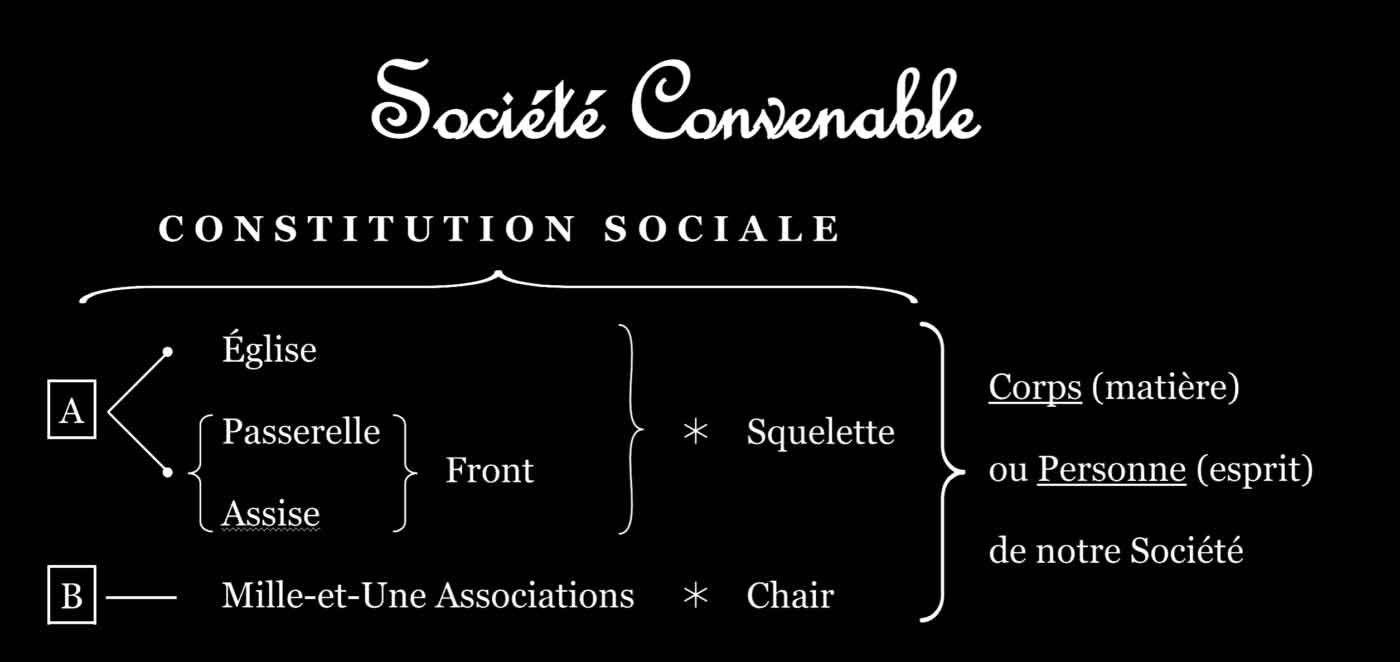 Société Convenable
CONSTITUTION SOCIALE
A
Église
Passerelle
Assise
Front
* Squelette
B
Mille-et-Une Associations * Chair
Corps (matière)
ou Personne (esprit)
de notre Société